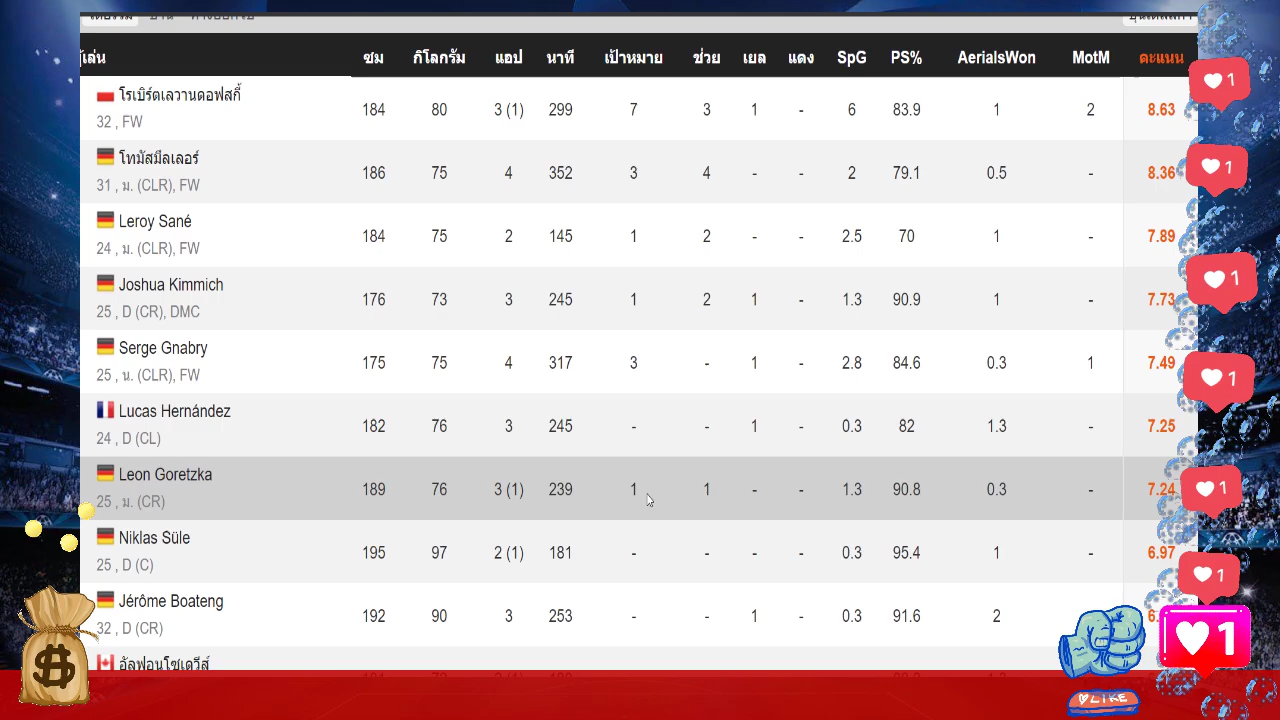 เล่น ซม กิโลกรัม แอป นาที เป้าหมาย ช่วย เยล แดง SpG PS% AerialsWon MotM คะแนน
โรเบิร์ตเลวานดอฟสกี้ 184 80 3 (1) 299 7 3 1 - 6 83.9 1 2 8.63
32 , FW
โทมัสมึลเลอร์ 186 75 4 352 3 4 - - 2 79.1 0.5 - 8.36
31 , ม. (CLR), FW
Leroy Sané 184 75 2 145 1 2 - - 2.5 70 1 - 7.89
24 , ม. (CLR), FW
Joshua Kimmich 176 73 3 245 1 2 1 - 1.3 90.9 1 - 7.73
25 , D (CR), DMC
Serge Gnabry 175 75 4 317 3 - 1 - 2.8 84.6 0.3 1 7.49
25 , ม. (CLR), FW
Lucas Hernández 182 76 3 245 - - 1 - 0.3 82 1.3 - 7.25
24 , D (CL)
Leon Goretzka 189 76 3 (1) 239 1 1 - - 1.3 90.8 0.3 - 7.24
25 , ม. (CR)
Niklas Süle 195 97 2 (1) 181 - - - - 0.3 95.4 1 - 6.97
25 , D (C)
Jérôme Boateng 192 90 3 253 - - 1 - 0.3 91.6 2
32 , D (CR)
อัลฟอนโซเดวีส์
1
1
1
1
1
1
1
LIKE